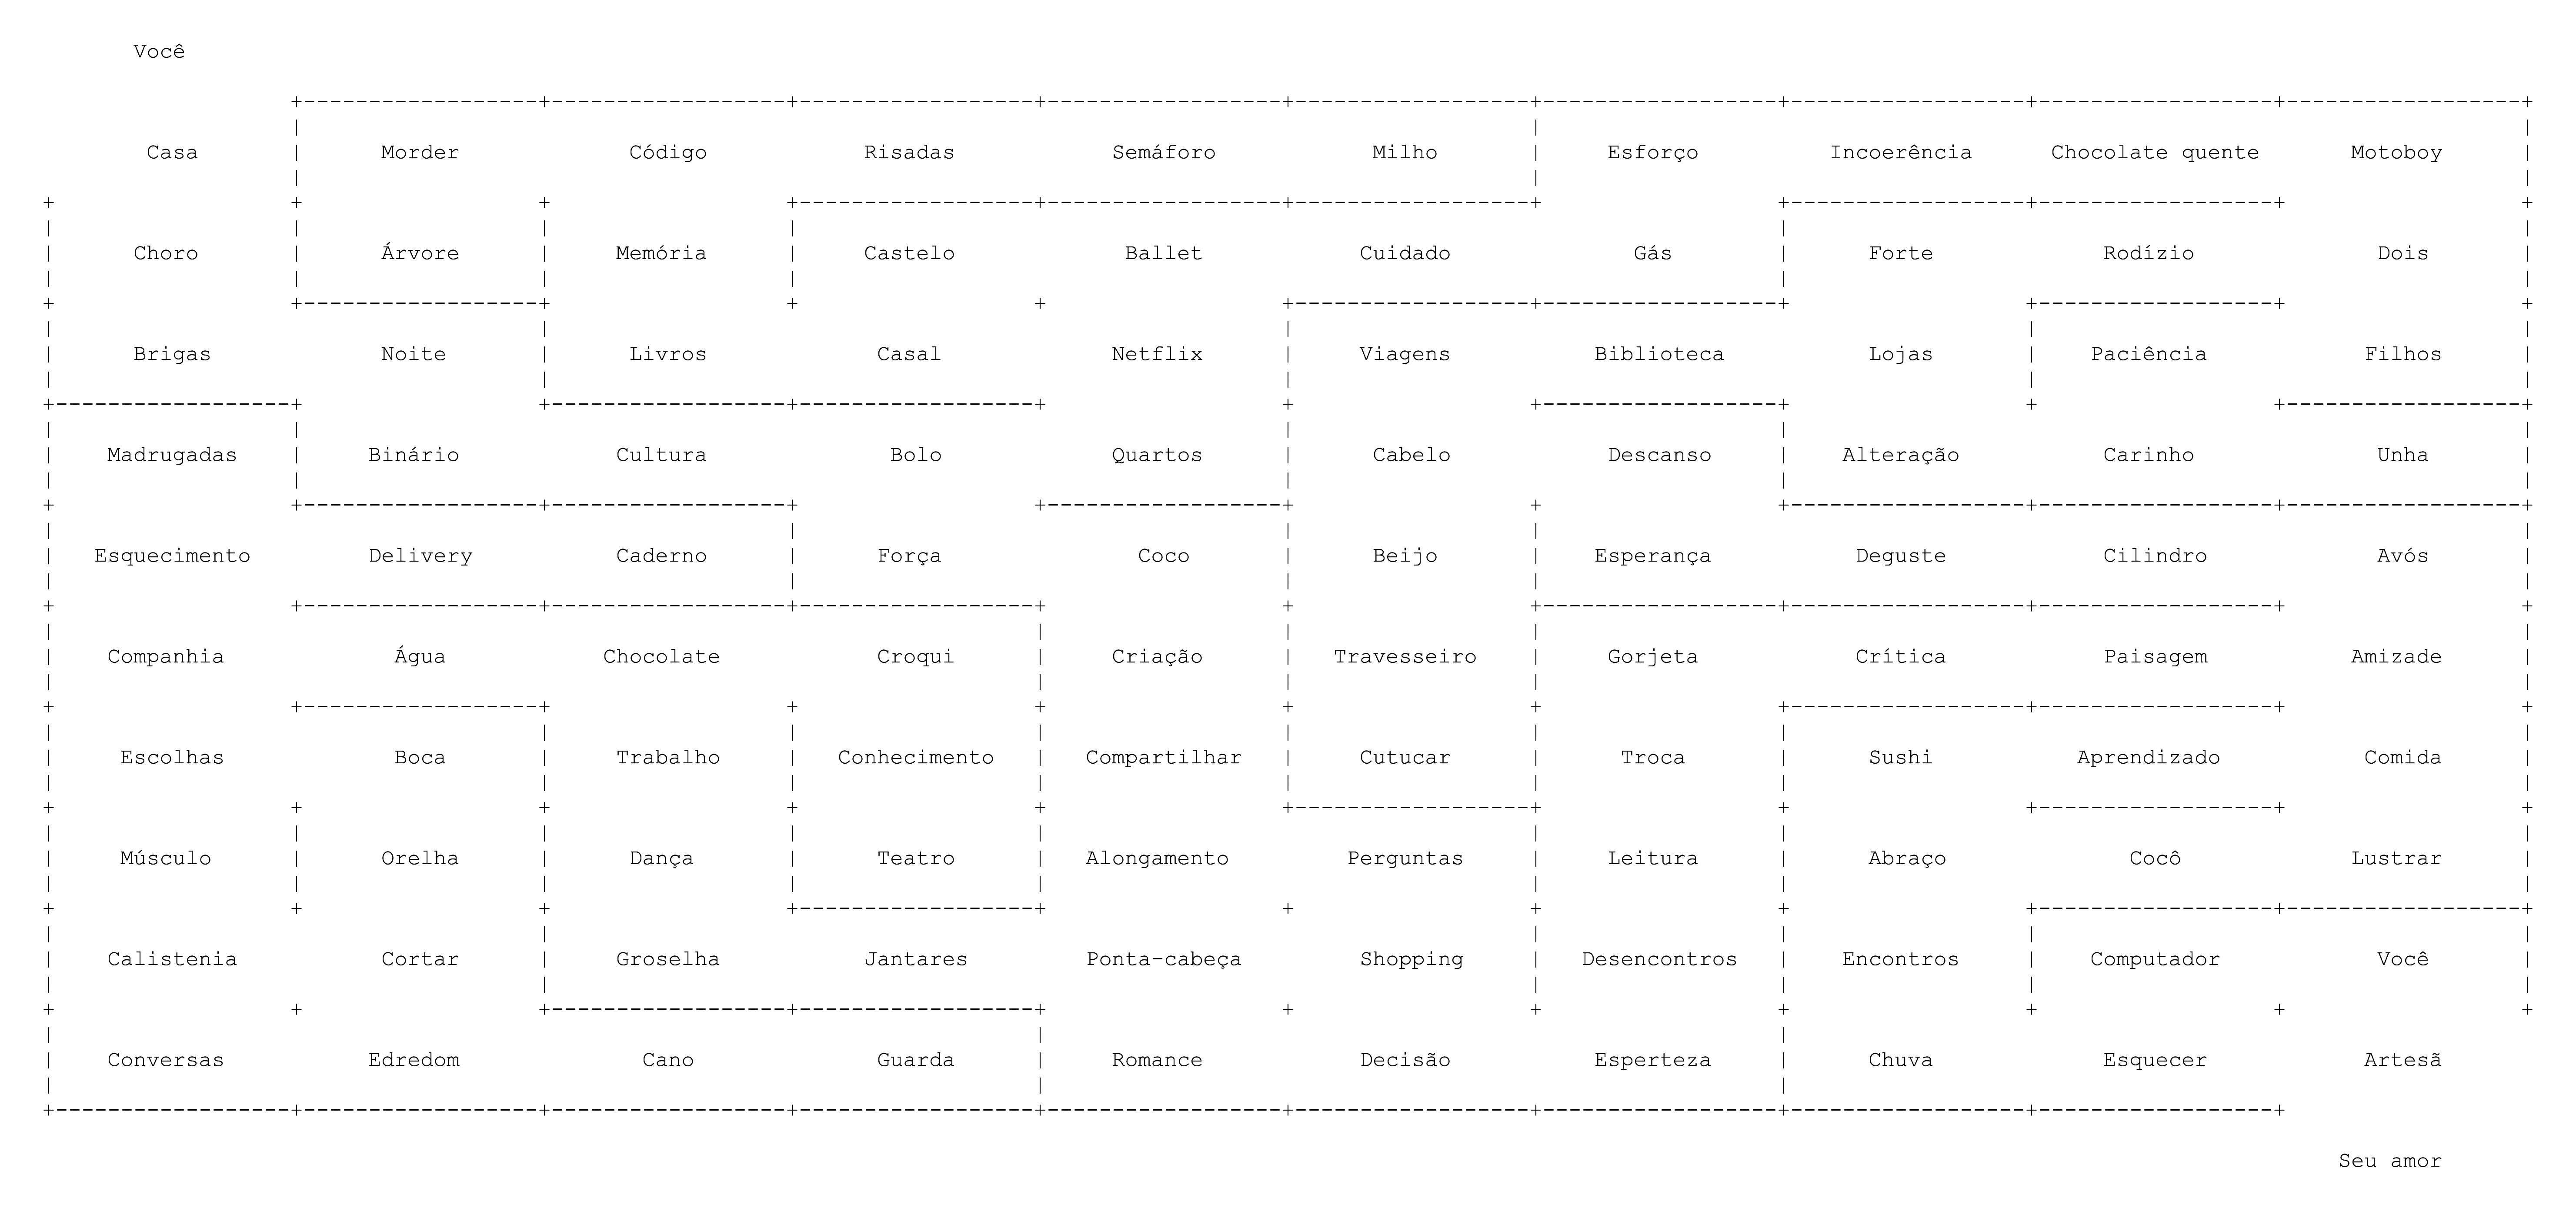 Você
Casa Morder Código Risadas Semáforo Milho Esforço Incoerência Chocolate quente Motoboy
Choro Árvore Memória Castelo Ballet Cuidado Gás Forte Rodízio Dois
Brigas Noite Livros Casal Netflix Viagens Biblioteca Lojas Paciência Filhos
Madrugadas Binário Cultura Bolo Quartos Cabelo Descanso Alteração Carinho Unha
Esquecimento Delivery Caderno Força Coco Beijo Esperança Deguste Cilindro Avós
Companhia Água Chocolate Croqui Criação Travesseiro Gorjeta Crítica Paisagem Amizade
Escolhas Boca Trabalho Conhecimento Compartilhar Cutucar Troca Sushi Aprendizado Comida
Músculo Orelha Dança Teatro Alongamento Perguntas Leitura Abraço Cocô Lustrar
Calistenia Cortar Groselha Jantares Ponta-cabeça Shopping Desencontros Encontros Computador Você
Conversas Edredom Cano Guarda Romance Decisão Esperteza Chuva Esquecer Artesã
Seu amor